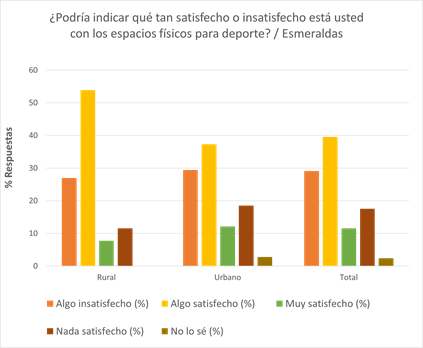 ¿Podría indicar qué tan satisfecho o insatisfecho está usted
con los espacios físicos para deporte? / Esmeraldas
% Respuestas
60
50
40
30
20
10
0
Rural
Urbano
Total
Algo insatisfecho (%)
Algo satisfecho (%)
Muy satisfecho (%)
Nada satisfecho (%)
No lo sé (%)